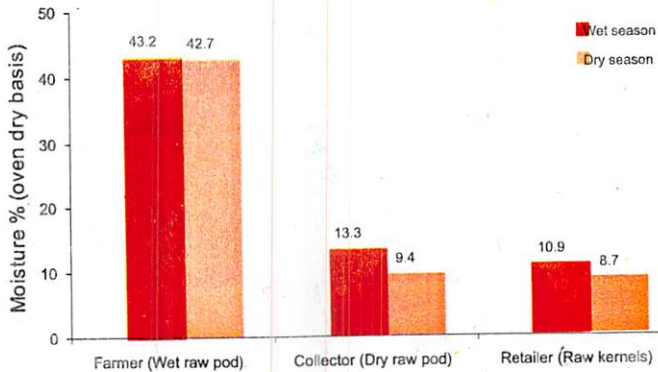 Moisture % (oven dry basis)
50
40
30
20
10
0
43.2 42.7
13.3
9.4
10.9
8.7
Wet season
Dry season
Farmer (Wet raw pod) Collector (Dry raw pod) Retailer (Raw kernels)